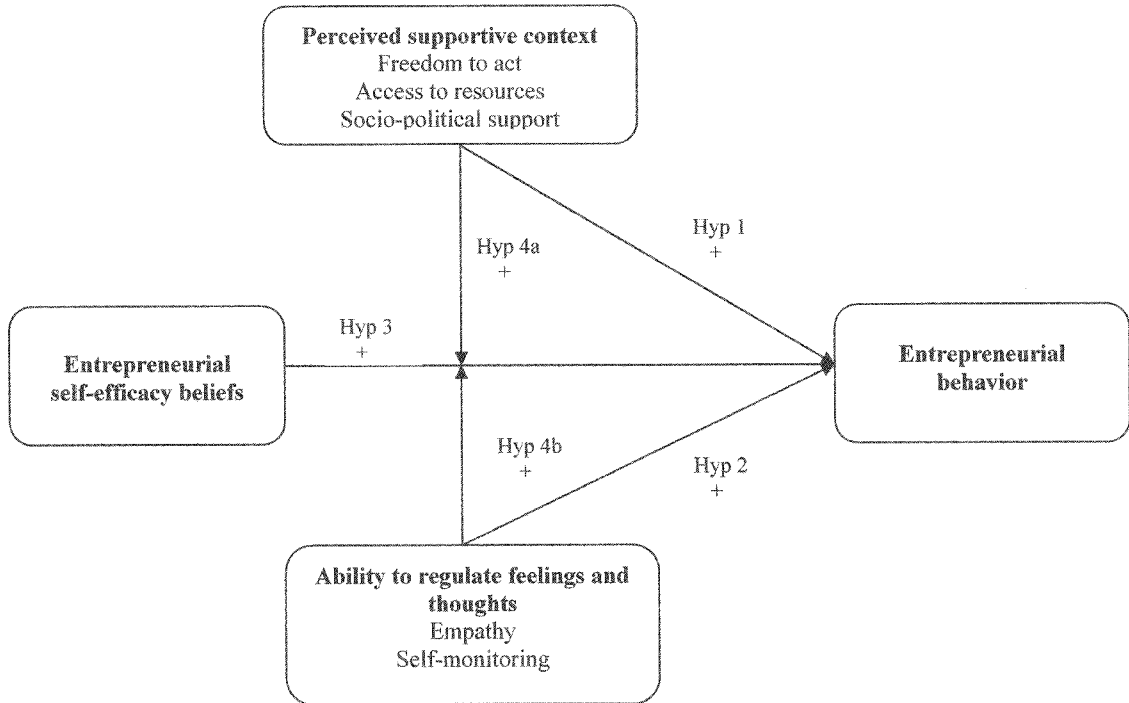 Perceived supportive context
Freedom to act
Access to resources
Socio-political support
Hyp 1
+
Hyp 4a
+
Hyp 3
+
Entrepreneurial
self-efficacy beliefs
Entrepreneurial
behavior
Hyp 4b
+
Hyp 2
+
Ability to regulate feelings and
thoughts
Empathy
Self-monitoring